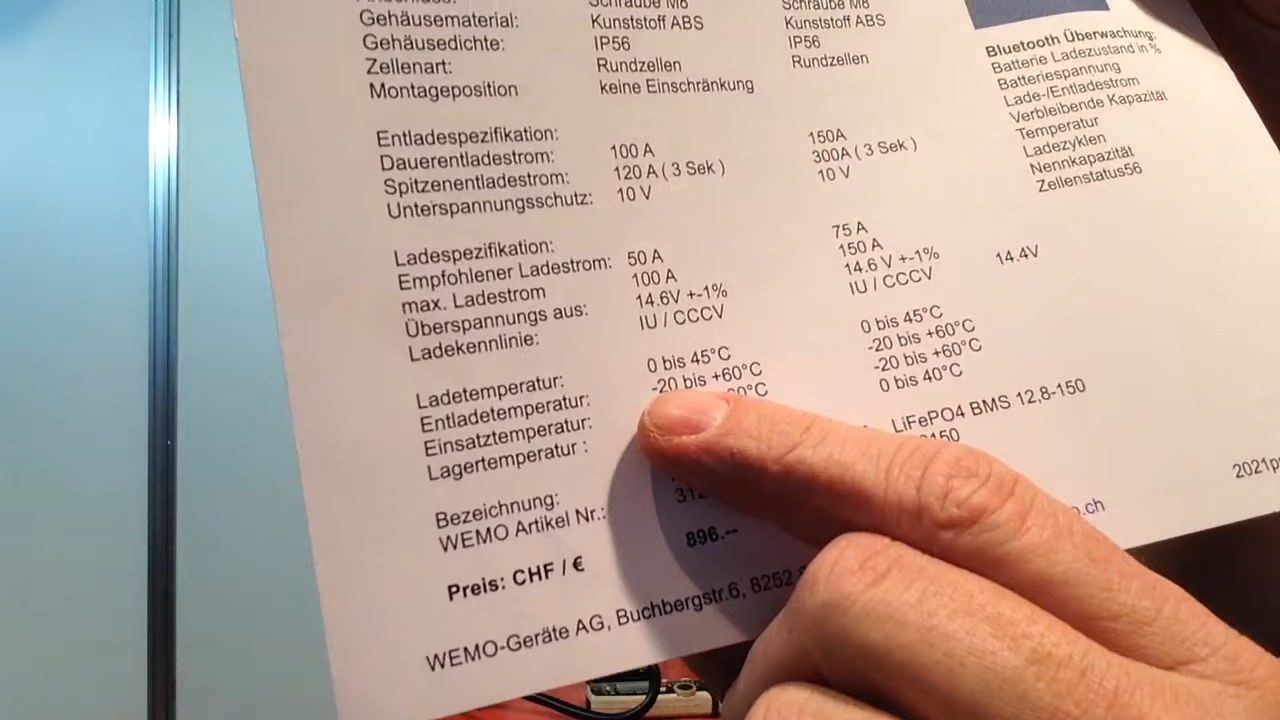 Schraube M8 Schraube M8
Gehäusematerial: Kunststoff ABS Kunststoff ABS
Gehäusedichte: IP56 IP56
Zellenart: Rundzellen Rundzellen
Montageposition keine Einschränkung
Bluetooth Überwachung:
Batterie Ladezustand in %
Batteriespannung
Lade-/Entladestrom
Verbleibende Kapazität
Temperatur
Ladezyklen
Nennkapazität
Zellenstatus56
Entladespezifikation:
Dauerentladestrom: 100 A 150A
Spitzenentladestrom: 120 A ( 3 Sek ) 300A ( 3 Sek )
Unterspannungsschutz: 10 V 10 V
Ladespezifikation:
Empfohlener Ladestrom: 50 A 75 A
max. Ladestrom 100 A 150 A
Überspannungs aus: 14.6V +-1% 14.6 V +-1% 14.4V
Ladekennlinie: IU / CCCV IU / CCCV
Ladetemperatur: 0 bis 45°C 0 bis 45°C
Entladetemperatur: -20 bis +60°C -20 bis +60°C
Einsatztemperatur: -20 bis +60°C
Lagertemperatur : 0 bis 40°C
Bezeichnung: LiFePO4 BMS 12,8-150
WEMO Artikel Nr.:
Preis: CHF / € 896.--
WEMO-Geräte AG, Buchbergstr.6, 8252